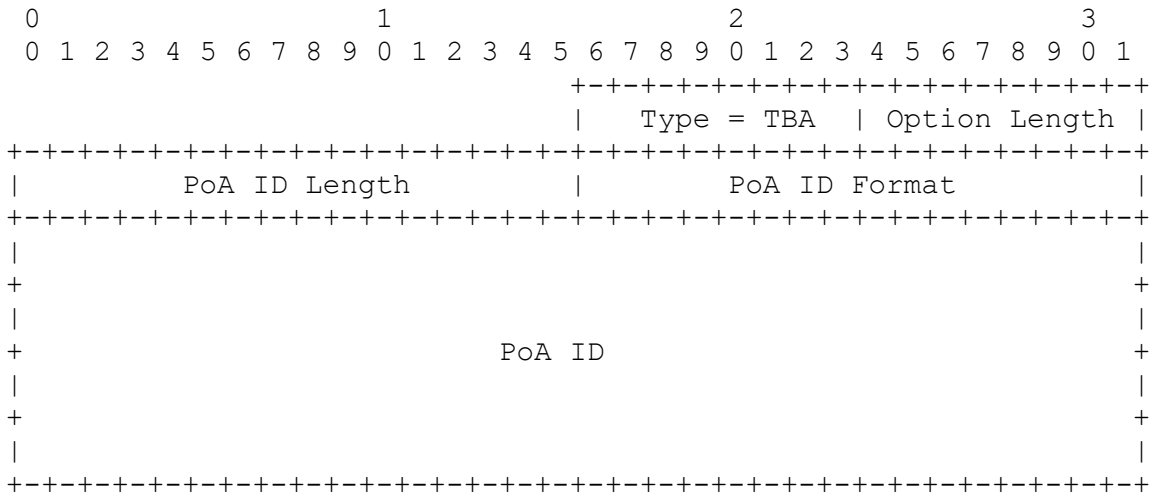 0                   1                   2                   3
 0 1 2 3 4 5 6 7 8 9 0 1 2 3 4 5 6 7 8 9 0 1 2 3 4 5 6 7 8 9 0 1
                                +-+-+-+-+-+-+-+-+-+-+-+-+-+-+-+-+
                                |   Type = TBA  | Option Length |
+-+-+-+-+-+-+-+-+-+-+-+-+-+-+-+-+-+-+-+-+-+-+-+-+-+-+-+-+-+-+-+-+
|         PoA ID Length         |        PoA ID Format          |
+-+-+-+-+-+-+-+-+-+-+-+-+-+-+-+-+-+-+-+-+-+-+-+-+-+-+-+-+-+-+-+-+
|                                                               |
+                                                               +
|                                                               |
+                           PoA ID                              +
|                                                               |
+                                                               +
|                                                               |
+-+-+-+-+-+-+-+-+-+-+-+-+-+-+-+-+-+-+-+-+-+-+-+-+-+-+-+-+-+-+-+-+